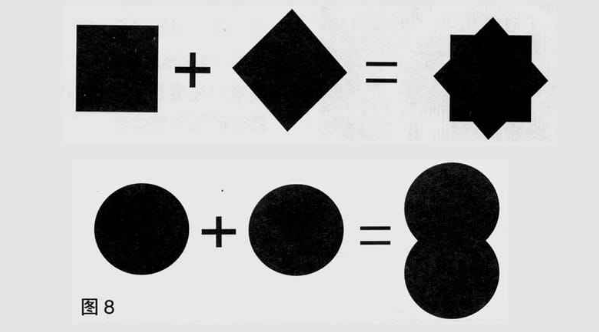 + =
+ =
图 8